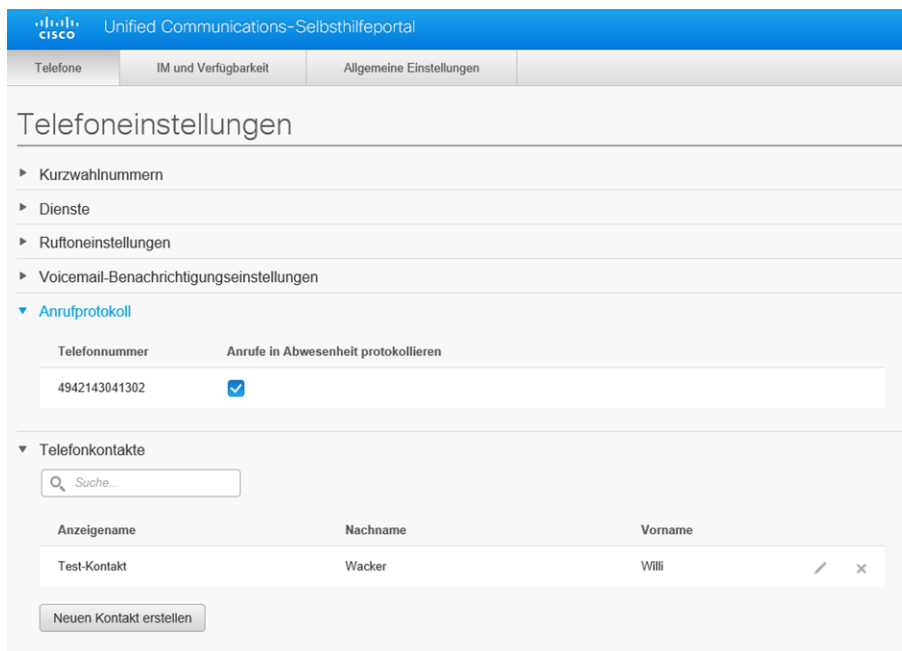 cisco Unified Communications-Selbsthilfeportal
Telefone IM und Verfügbarkeit Allgemeine Einstellungen
Telefoneinstellungen
Kurzwahlnummern
Dienste
Ruftoneinstellungen
Voicemail-Benachrichtigungseinstellungen
Anrufprotokoll
Telefonnummer Anrufe in Abwesenheit protokollieren
4942143041302
Telefonkontakte
Suche...
Anzeigename Nachname Vorname
Test-Kontakt Wacker Willi
Neuen Kontakt erstellen